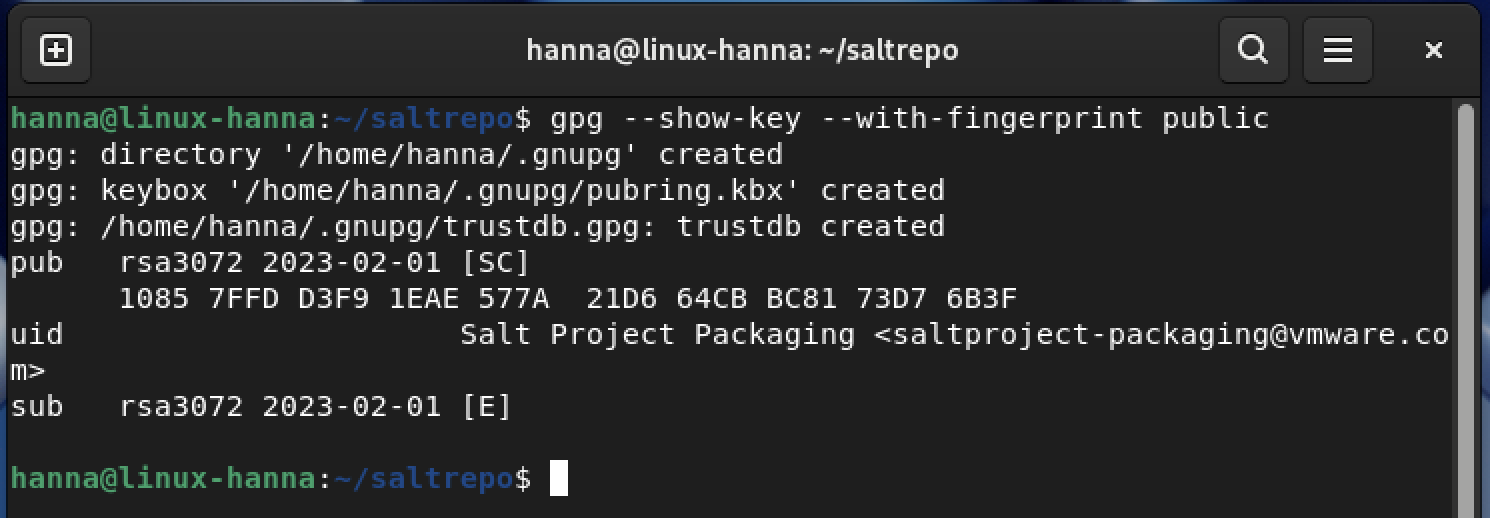 hanna@linux-hanna: ~/saltrepo
hanna@linux-hanna:~/saltrepo$ gpg --show-key --with-fingerprint public
gpg: directory '/home/hanna/.gnupg' created
gpg: keybox '/home/hanna/.gnupg/pubring.kbx' created
gpg: /home/hanna/.gnupg/trustdb.gpg: trustdb created
pub   rsa3072 2023-02-01 [SC]
      1085 7FFD D3F9 1EAE 577A  21D6 64CB BC81 73D7 6B3F
uid                      Salt Project Packaging <saltproject-packaging@vmware.co
m>
sub   rsa3072 2023-02-01 [E]
hanna@linux-hanna:~/saltrepo$